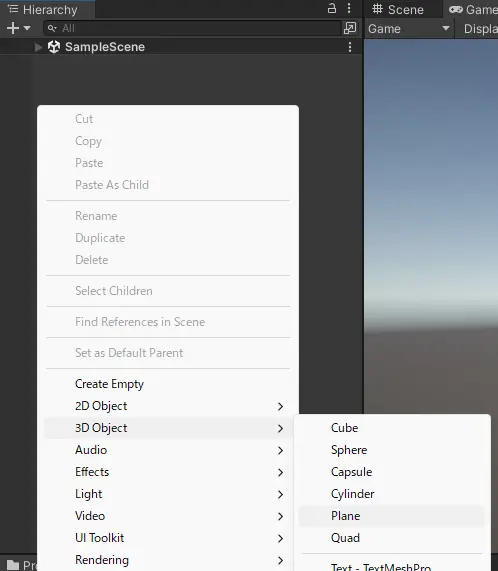 Hierarchy
All
SampleScene
Scene
Game
Game
Displa
Cut
Copy
Paste
Paste As Child
Rename
Duplicate
Delete
Select Children
Find References in Scene
Set as Default Parent
Create Empty
2D Object
3D Object
Audio
Effects
Light
Video
UI Toolkit
Rendering
Cube
Sphere
Capsule
Cylinder
Plane
Quad
Text - TextMeshPro
Pro